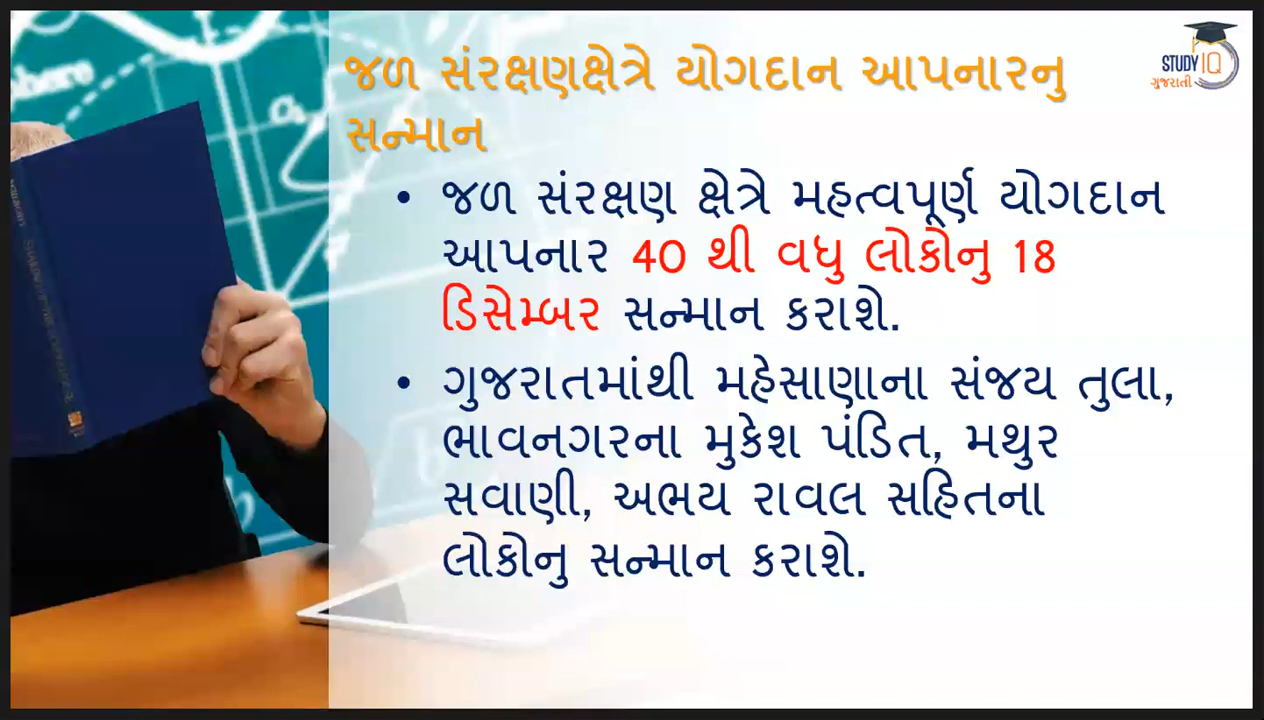 જળ સંરક્ષણક્ષેત્રે યોગદાન આપનારનુ
સન્માન
• જળ સંરક્ષણ ક્ષેત્રે મહત્વપૂર્ણ યોગદાન
આપનાર 40 થી વધુ લોકોનુ 18
ડિસેમ્બર સન્માન કરાશે.
• ગુજરાતમાંથી મહેસાણાના સંજય તુલા,
ભાવનગરના મુકેશ પંડિત, મથુર
સવાણી, અભય રાવલ સહિતના
લોકોનુ સન્માન કરાશે.
STUDY IQ
ગુજરાતી